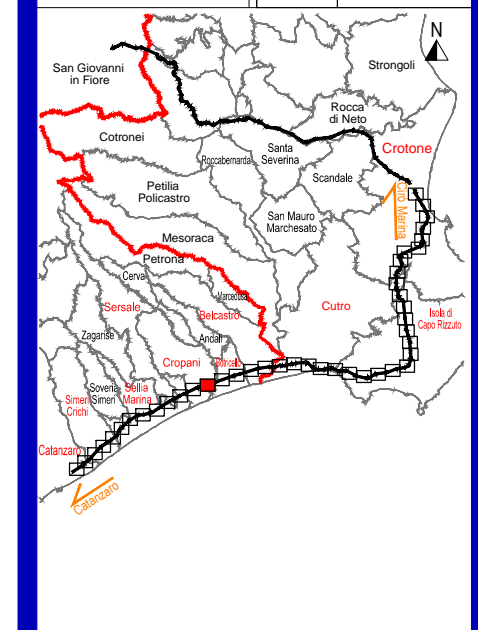 N
San Giovanni
in Fiore
Strongoli
Rocca
di Neto
Cotronei
Crotone
Santa
Severina
Roccabernarda
Scandale
Petilia
Policastro
Cirò Marina
San Mauro
Marchesato
Mesoraca
Petrona
Cerva
Marcedusa
Sersale
Belcastro
Cutro
Isola di
Capo Rizzuto
Zagarise
Andali
Cropani
Botricello
Soveria
Simeri
Sellia
Marina
Simeri
Crichi
Catanzaro
Catanzaro